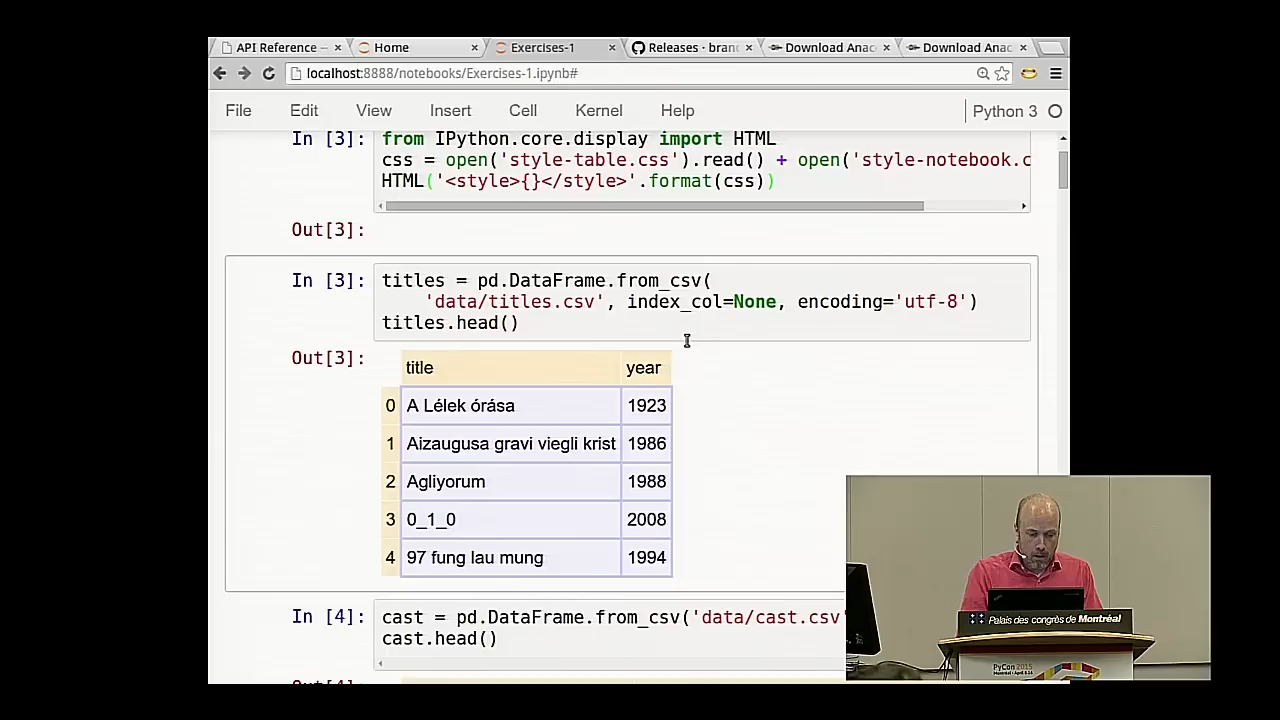 API Reference –
Home
Exercises-1
Releases · bran
Download Anac
Download Anac
localhost:8888/notebooks/Exercises-1.ipynb#
File Edit View Insert Cell Kernel Help Python 3
In [3]: from IPython.core.display import HTML
css = open('style-table.css').read() + open('style-notebook.c
HTML('<style>{}</style>'.format(css))
Out[3]:
In [3]: titles = pd.DataFrame.from_csv(
'data/titles.csv', index_col=None, encoding='utf-8')
titles.head()
Out[3]: title year
0 A Lélek órása 1923
1 Aizaugusa gravi viegli krist 1986
2 Agliyorum 1988
3 0_1_0 2008
4 97 fung lau mung 1994
In [4]: cast = pd.DataFrame.from_csv('data/cast.csv'
cast.head()
Palais des congrès de Montréal
PyCon 2015